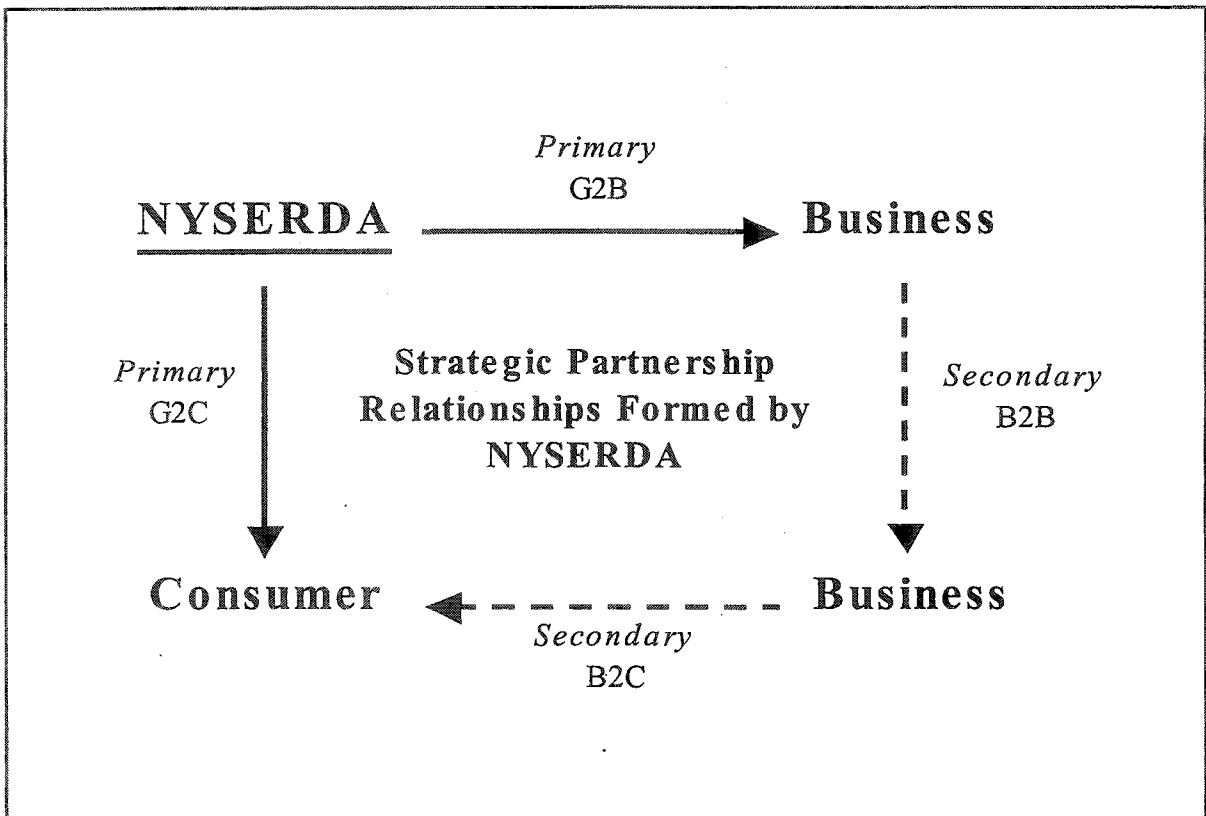 Primary
G2B
NYSERDA
Business
Primary
G2C
Strategic Partnership
Relationships Formed by
NYSERDA
Secondary
B2B
Consumer
Business
Secondary
B2C